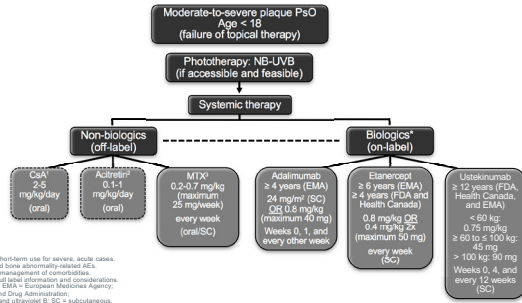 Moderate-to-severe plaque PsO
Age < 18
(failure of topical therapy)
Phototherapy: NB-UVB
(if accessible and feasible)
Systemic therapy
Non-biologics
(off-label)
Biologics*
(on-label)
CsA¹
2-5
mg/kg/day
(oral)
Acitretin²
0.1-1
mg/kg/day
(oral)
MTX³
0.2-0.7 mg/kg
(maximum
25 mg/week)
every week
(oral/SC)
Adalimumab
≥ 4 years (EMA)
24 mg/m² (SC)
OR 0.8 mg/kg
(maximum 40 mg)
Weeks 0, 1, and
every other week
Etanercept
≥ 6 years (EMA)
≥ 4 years (FDA and
Health Canada)
0.8 mg/kg OR
0.4 mg/kg 2x
(maximum 50 mg)
every week
(SC)
Ustekinumab
≥ 12 years (FDA,
Health Canada,
and EMA)
< 60 kg:
0.75 mg/kg
≥ 60 to ≤ 100 kg:
45 mg
> 100 kg: 90 mg
Weeks 0, 4, and
every 12 weeks
(SC)
short-term use for severe, acute cases.
nd bone abnormality-related AEs.
management of comorbidities.
ull label information and considerations.
EMA = European Medicines Agency;
nd Drug Administration;
and ultraviolet B; SC = subcutaneous.